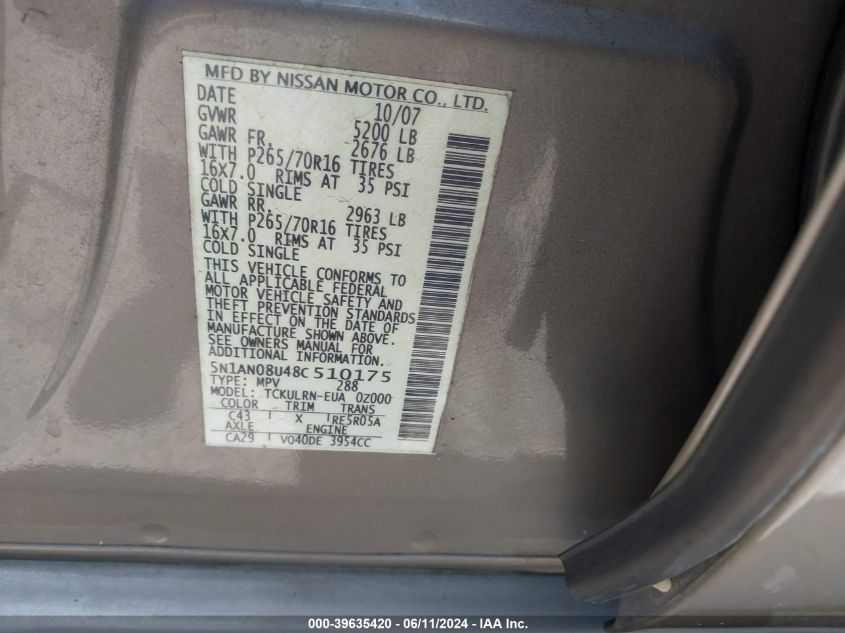 MFD BY NISSAN MOTOR CO., LTD.
DATE 10/07
GVWR 5200 LB
GAWR FR. 2676 LB
WITH P265/70R16 TIRES
16X7.0 RIMS AT 35 PSI
COLD SINGLE
GAWR RR. 2963 LB
WITH P265/70R16 TIRES
16X7.0 RIMS AT 35 PSI
COLD SINGLE
THIS VEHICLE CONFORMS TO
ALL APPLICABLE FEDERAL
MOTOR VEHICLE SAFETY AND
THEFT PREVENTION STANDARDS
IN EFFECT ON THE DATE OF
MANUFACTURE SHOWN ABOVE.
SEE OWNERS MANUAL FOR
ADDITIONAL INFORMATION.
5N1AN08U48C510175
TYPE: MPV 288
MODEL: TCKULRN-EUA 0Z000
COLOR TRIM TRANS
C43 X RE5R05A
AXLE ENGINE
CA29 VQ40DE 3954CC
000-39635420 - 06/11/2024 - IAA Inc.